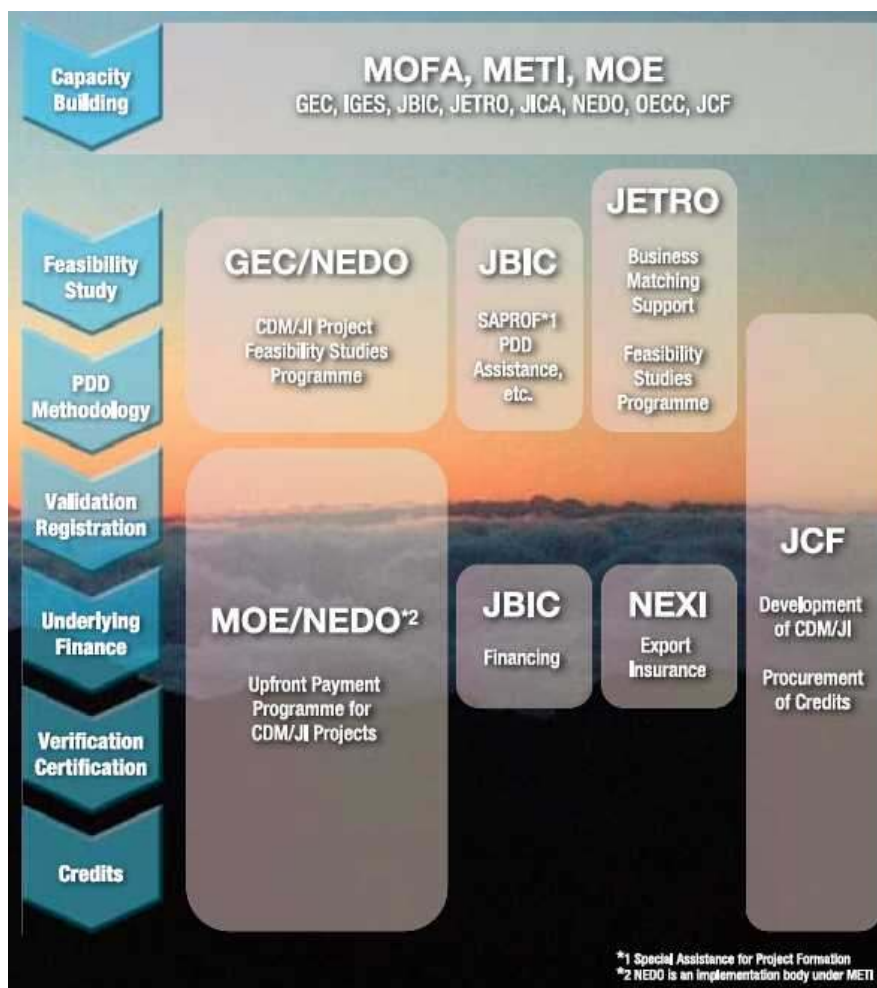 Capacity
Building
MOFA, METI, MOE
GEC, IGES, JBIC, JETRO, JICA, NEDO, OECC, JCF
Feasibility
Study
PDD
Methodology
Validation
Registration
Underlying
Finance
Verification
Certification
Credits
GEC/NEDO
CDM/JI Project
Feasibility Studies
Programme
JBIC
SAPROF*1
PDD
Assistance,
etc.
JETRO
Business
Matching
Support
Feasibility
Studies
Programme
MOE/NEDO*2
Upfront Payment
Programme for
CDM/JI Projects
JBIC
Financing
NEXI
Export
Insurance
JCF
Development
of CDM/JI
Procurement
of Credits
*1 Special Assistance for Project Formation
*2 NEDO is an implementation body under METI